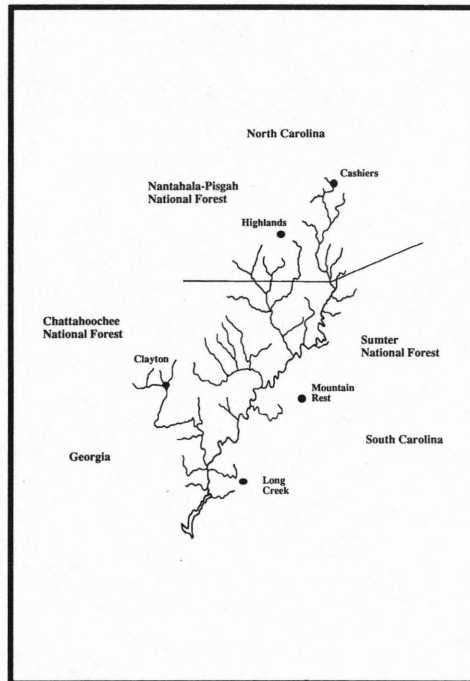 North Carolina
Cashiers
Nantahala-Pisgah
National Forest
Highlands
Chattahoochee
National Forest
Sumter
National Forest
Clayton
Mountain
Rest
South Carolina
Georgia
Long
Creek